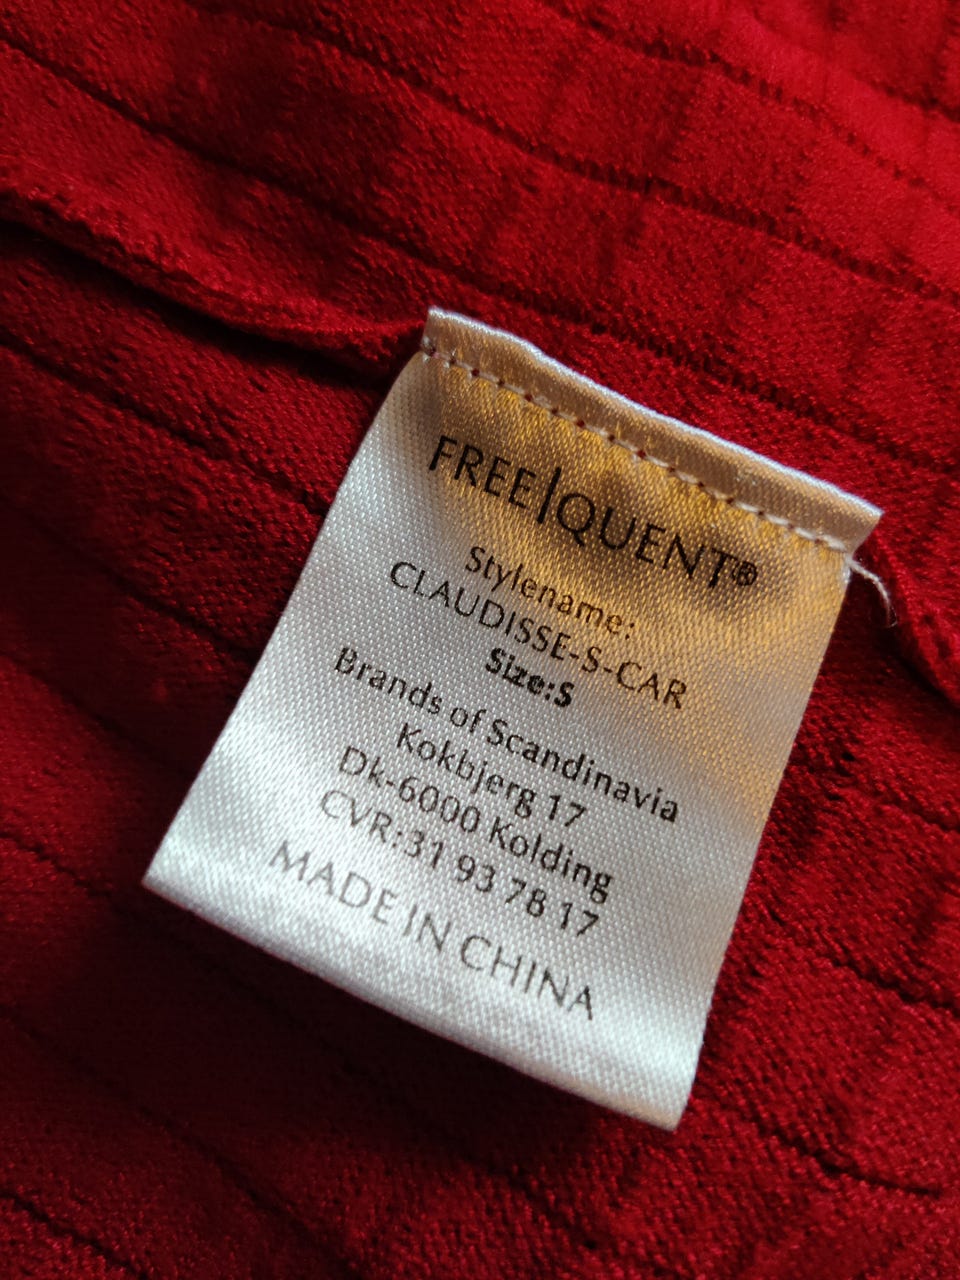 FREE|QUENT®
Stylename:
CLAUDISSE-S-CAR
Size:S
Brands of Scandinavia
Kokbjerg 17
Dk-6000 Kolding
CVR:31 93 78 17
MADE IN CHINA